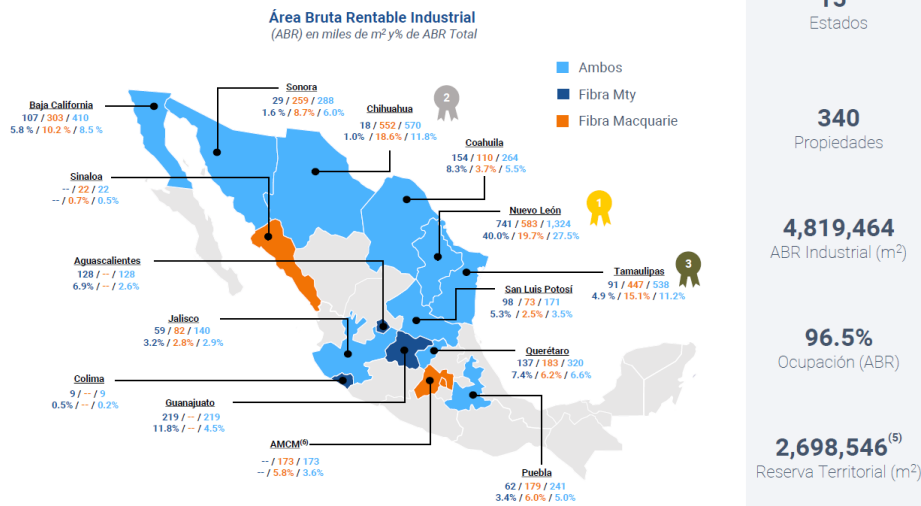 Área Bruta Rentable Industrial
(ABR) en miles de m² y% de ABR Total
Ambos
Fibra Mty
Fibra Macquarie
Baja California
107 / 303 / 410
5.8 % / 10.2 % / 8.5 %
Sonora
29 / 259 / 288
1.6 % / 8.7% / 6.0%
Chihuahua
18 / 552 / 570
1.0% / 18.6% / 11.8%
2
Coahuila
154 / 110 / 264
8.3% / 3.7% / 5.5%
Sinaloa
-- / 22 / 22
-- / 0.7% / 0.5%
Nuevo León
741 / 583 / 1,324
40.0% / 19.7% / 27.5%
1
Aguascalientes
128 / -- / 128
6.9% / -- / 2.6%
Tamaulipas
91 / 447 / 538
4.9 % / 15.1% / 11.2%
3
San Luis Potosí
98 / 73 / 171
5.3% / 2.5% / 3.5%
Jalisco
59 / 82 / 140
3.2% / 2.8% / 2.9%
Querétaro
137 / 183 / 320
7.4% / 6.2% / 6.6%
Colima
9 / -- / 9
0.5% / -- / 0.2%
Guanajuato
219 / -- / 219
11.8% / -- / 4.5%
AMCM(6)
-- / 173 / 173
-- / 5.8% / 3.6%
Puebla
62 / 179 / 241
3.4% / 6.0% / 5.0%
Estados
340
Propiedades
4,819,464
ABR Industrial (m²)
96.5%
Ocupación (ABR)
2,698,546(5)
Reserva Territorial (m²)